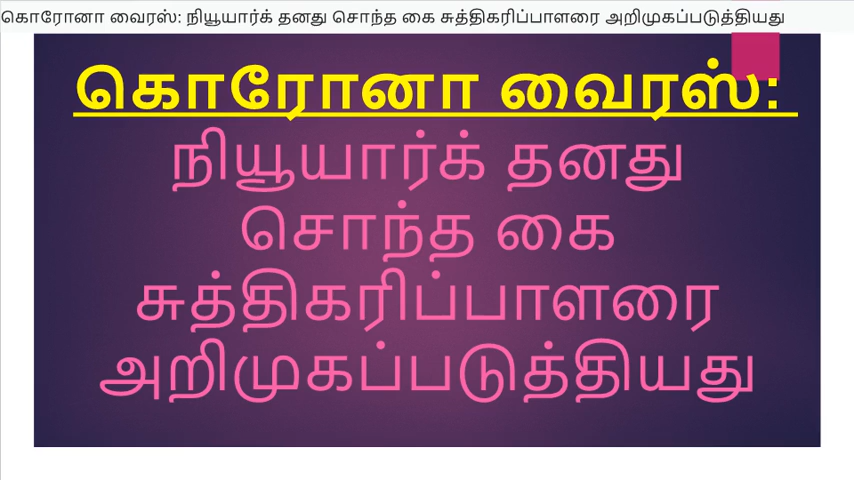 கொரோனா வைரஸ்: நியூயார்க் தனது சொந்த கை சுத்திகரிப்பாளரை அறிமுகப்படுத்தியது
கொரோனா வைரஸ்:
நியூயார்க் தனது
சொந்த கை
சுத்திகரிப்பாளரை
அறிமுகப்படுத்தியது